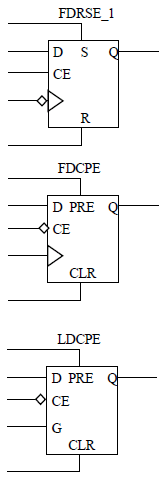 FDRSE_1
D S Q
CE
R
FDCPE
D PRE Q
CE
CLR
LDCPE
D PRE Q
CE
G
CLR